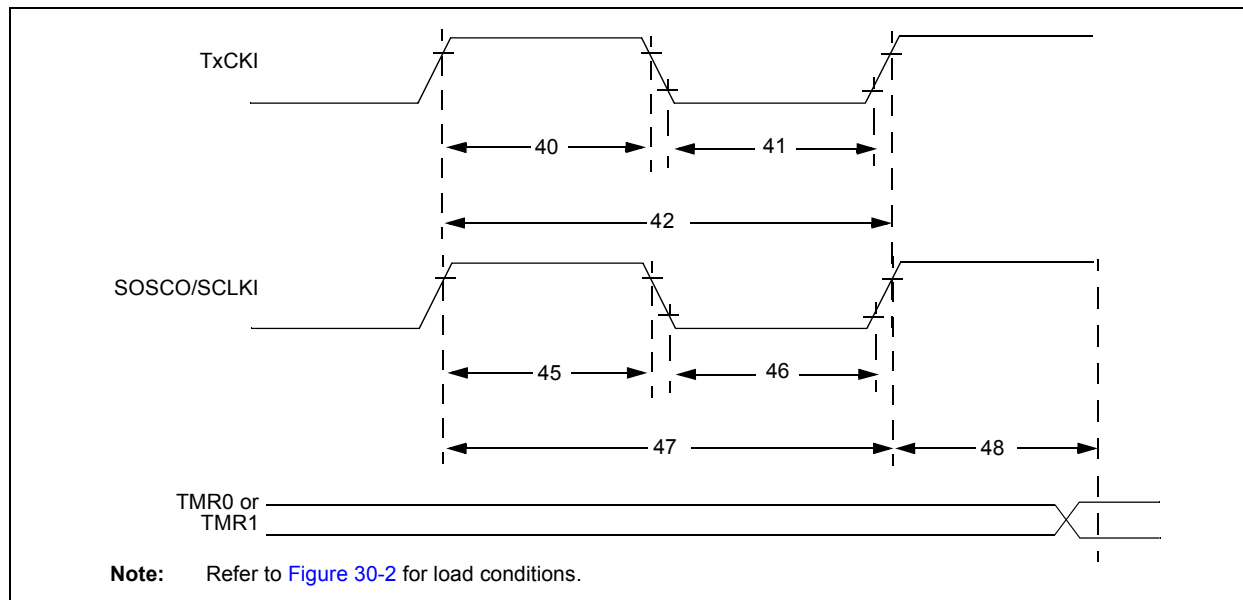 TxCKI
40
41
42
SOSCO/SCLKI
45
46
47
48
TMR0 or
TMR1
Note: Refer to Figure 30-2 for load conditions.